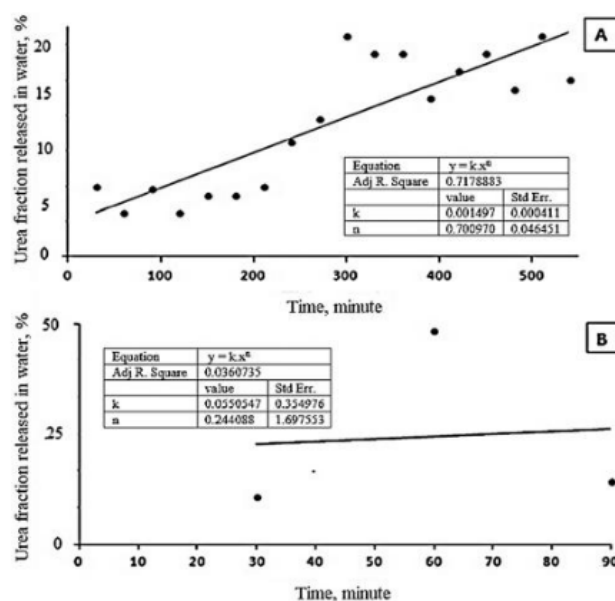 A
Urea fraction released in water, %
20
15
10
5
0
Equation y = k.xⁿ
Adj R. Square 0.7178883
value Std Err.
k 0.001497 0.000411
n 0.700970 0.046451
0 100 200 300 400 500
Time, minute
B
Urea fraction released in water, %
50
25
0
Equation y = k.xⁿ
Adj R. Square 0.0360735
value Std Err.
k 0.0550547 0.354976
n 0.244088 1.697553
0 10 20 30 40 50 60 70 80 90
Time, minute